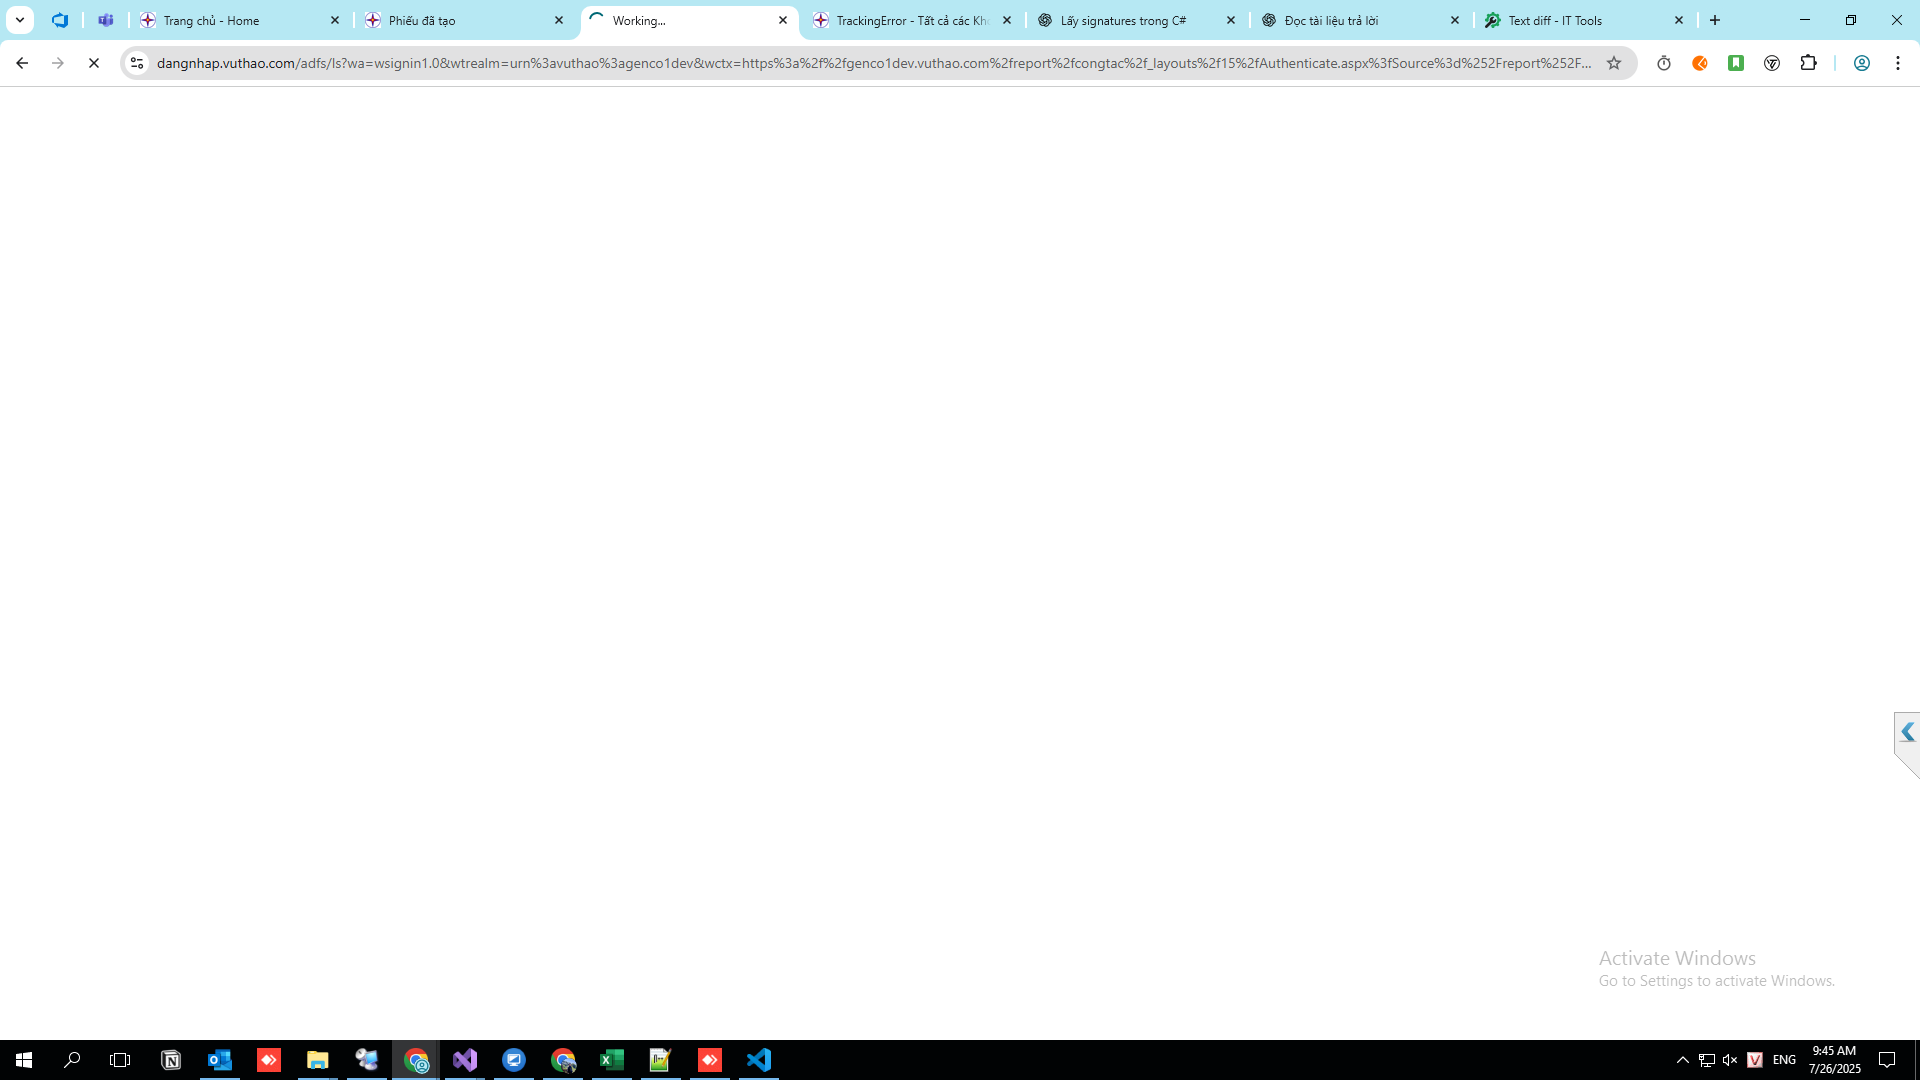 Trang chủ - Home
Phiếu đã tạo
Working...
TrackingError - Tất cả các Kho
Lấy signatures trong C#
Đọc tài liệu trả lời
Text diff - IT Tools
dangnhap.vuthao.com/adfs/ls?wa=wsignin1.0&wtrealm=urn%3avuthao%3agenco1dev&wctx=https%3a%2f%2fgenco1dev.vuthao.com%2freport%2fcongtac%2f_layouts%2f15%2fAuthenticate.aspx%3fSource%3d%252Freport%252F...
Activate Windows
Go to Settings to activate Windows.
ENG
9:45 AM
7/26/2025